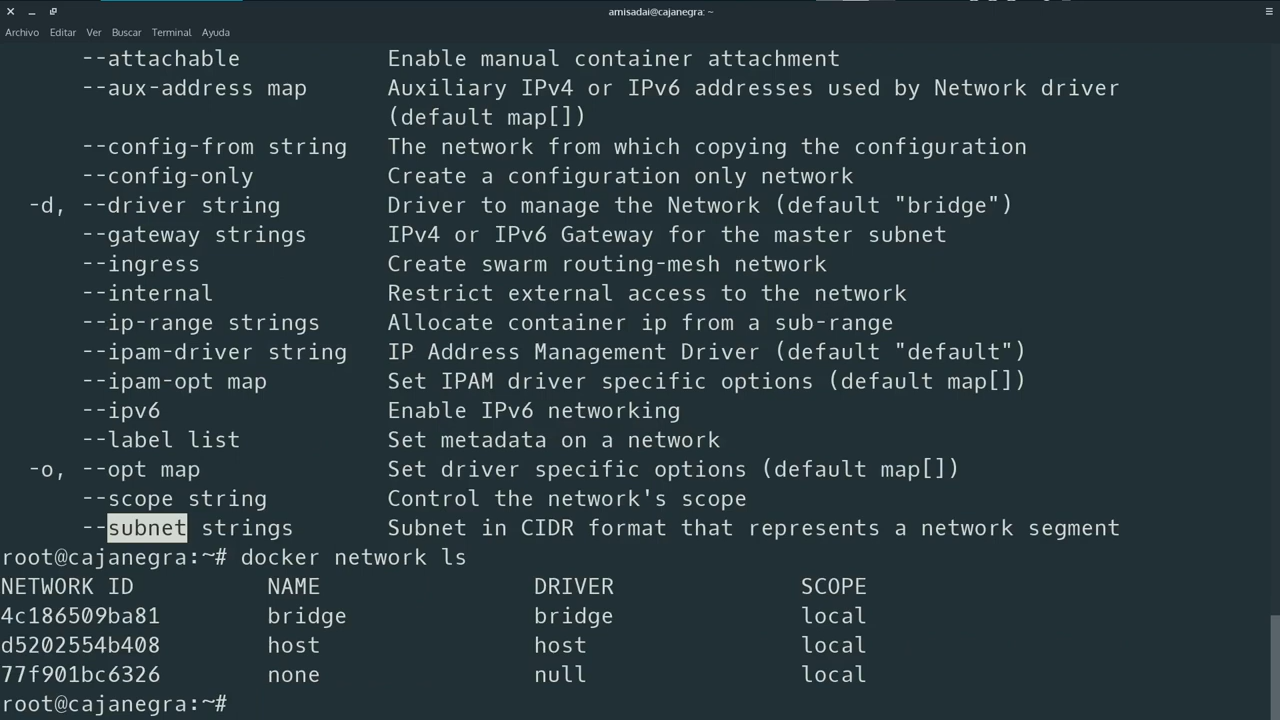 amisadai@cajanegra: ~
Archivo Editar Ver Buscar Terminal Ayuda
--attachable Enable manual container attachment
--aux-address map Auxiliary IPv4 or IPv6 addresses used by Network driver
(default map[])
--config-from string The network from which copying the configuration
--config-only Create a configuration only network
-d, --driver string Driver to manage the Network (default "bridge")
--gateway strings IPv4 or IPv6 Gateway for the master subnet
--ingress Create swarm routing-mesh network
--internal Restrict external access to the network
--ip-range strings Allocate container ip from a sub-range
--ipam-driver string IP Address Management Driver (default "default")
--ipam-opt map Set IPAM driver specific options (default map[])
--ipv6 Enable IPv6 networking
--label list Set metadata on a network
-o, --opt map Set driver specific options (default map[])
--scope string Control the network's scope
--subnet strings Subnet in CIDR format that represents a network segment
root@cajanegra:~# docker network ls
NETWORK ID NAME DRIVER SCOPE
4c186509ba81 bridge bridge local
d5202554b408 host host local
77f901bc6326 none null local
root@cajanegra:~#